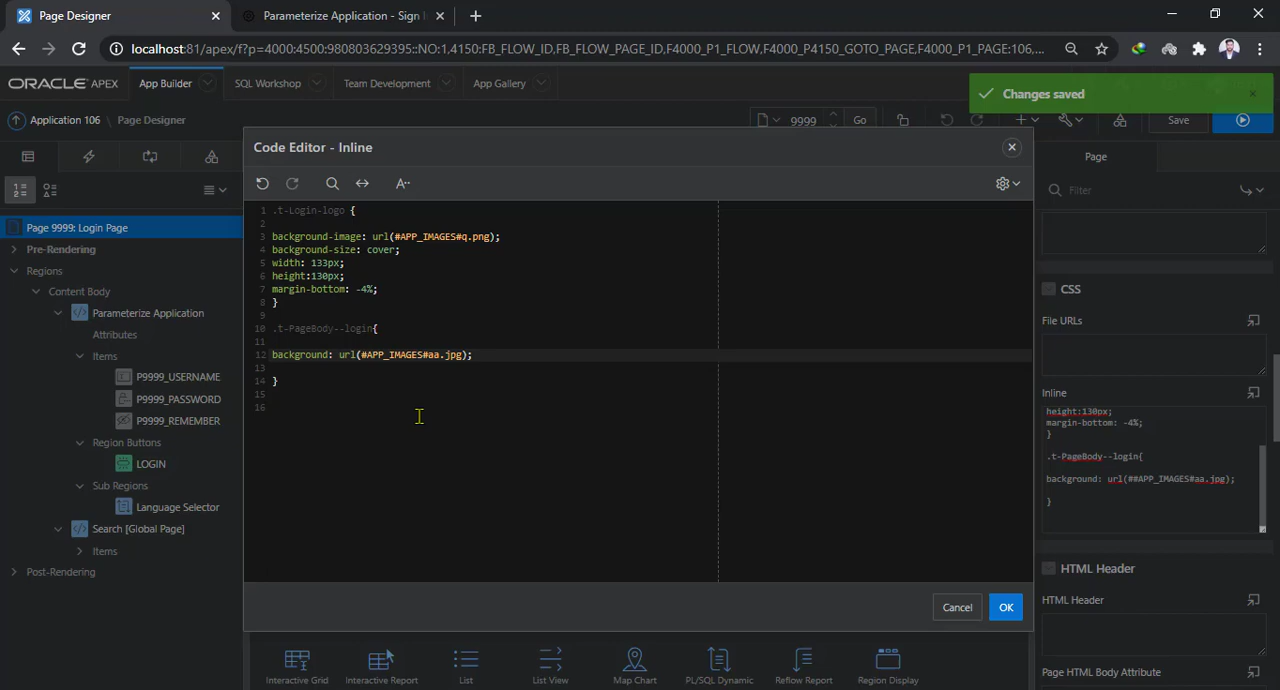 Page Designer
Parameterize Application - Sign I
localhost:81/apex/f?p=4000:4500:980803629395::NO:1,4150:FB_FLOW_ID,FB_FLOW_PAGE_ID,F4000_P1_FLOW,F4000_P4150_GOTO_PAGE,F4000_P1_PAGE:106,...
ORACLE APEX
App Builder
SQL Workshop
Team Development
App Gallery
Changes saved
Application 106
Page Designer
9999
Go
Save
Code Editor - Inline
Page
Filter
Page 9999: Login Page
Pre-Rendering
Regions
Content Body
Parameterize Application
Attributes
Items
P9999_USERNAME
P9999_PASSWORD
P9999_REMEMBER
Region Buttons
LOGIN
Sub Regions
Language Selector
Search [Global Page]
Items
Post-Rendering
1 .t-Login-logo {
2
3 background-image: url(#APP_IMAGES#q.png);
4 background-size: cover;
5 width: 133px;
6 height:130px;
7 margin-bottom: -4%;
8 }
9
10 .t-PageBody--login{
11
12 background: url(#APP_IMAGES#aa.jpg);
13
14 }
15
16
Cancel
OK
CSS
File URLs
Inline
height:130px;
margin-bottom: -4%;
}
.t-PageBody--login{
background: url(##APP_IMAGES#aa.jpg);
}
HTML Header
HTML Header
Page HTML Body Attribute
Interactive Grid
Interactive Report
List
List View
Map Chart
PL/SQL Dynamic
Reflow Report
Region Display